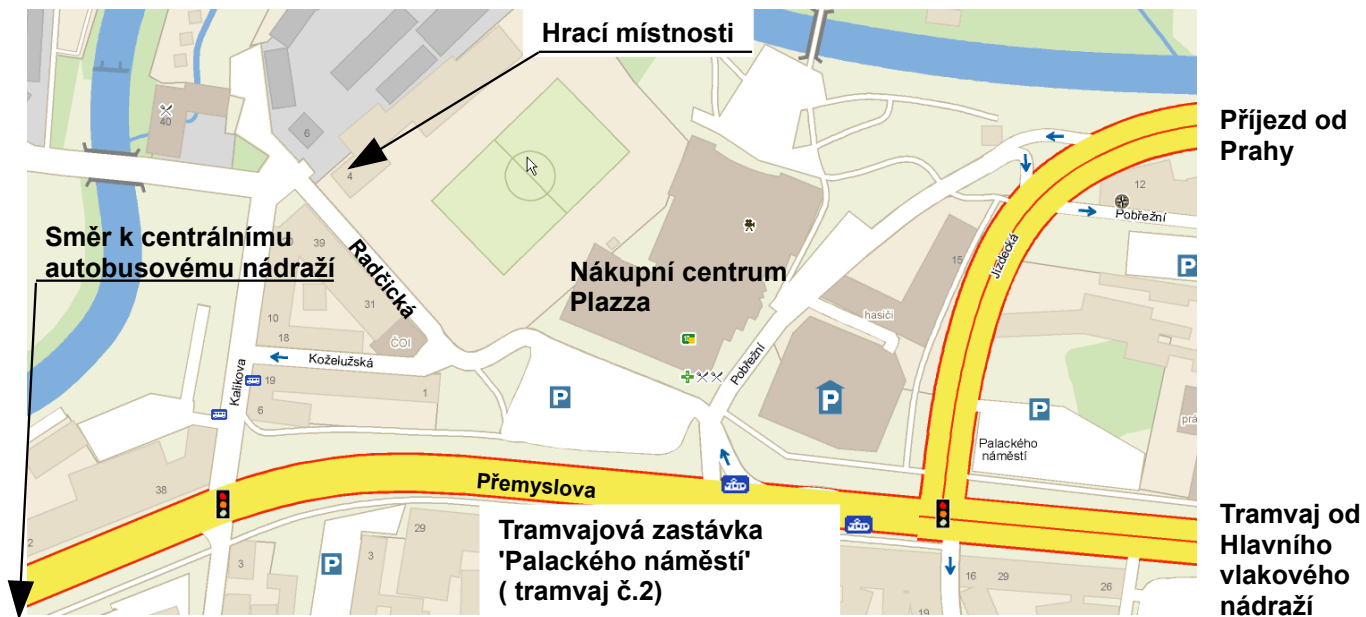 Hrací místnosti
Příjezd od
Prahy
40
6
4
12
Pobřežní
Směr k centrálnímu
autobusovému nádraží
39
Radčická
31
10
18
ČOI
Nákupní centrum
Plazza
15
Jízdecká
P
hasiči
Koželužská
Kalikova
19
6
1
P
Pobřežní
P
P
Palackého
náměstí
Přemyslova
38
29
3
P
3
Tramvajová zastávka
'Palackého náměstí'
( tramvaj č.2)
Tramvaj od
Hlavního
vlakového
nádraží
16
29
26
19